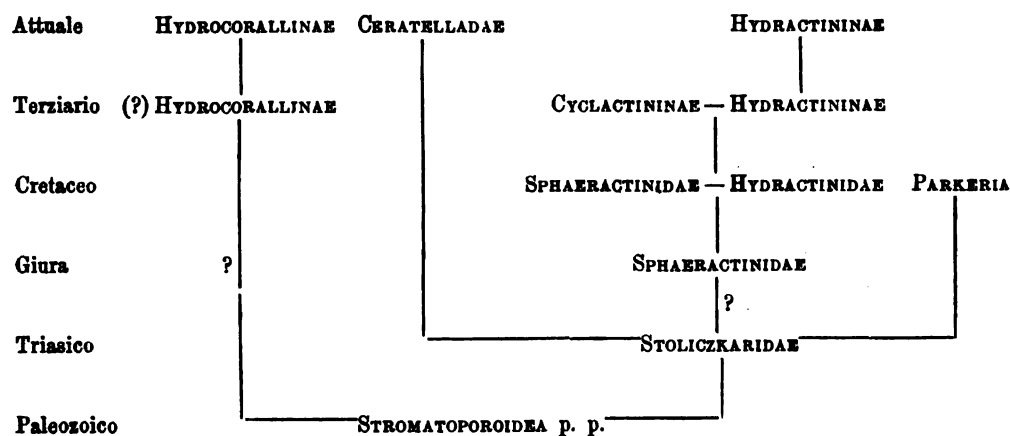 Attuale HYDROCORALLINAE CERATELLADAE HYDRACTININAE
Terziario (?) HYDROCORALLINAE CYCLACTININAE — HYDRACTININAE
Cretaceo SPHAERACTINIDAE — HYDRACTINIDAE PARKERIA
Giura ? SPHAERACTINIDAE
?
Triasico STOLICZKARIDAE
Paleozoico STROMATOPOROIDEA p. p.